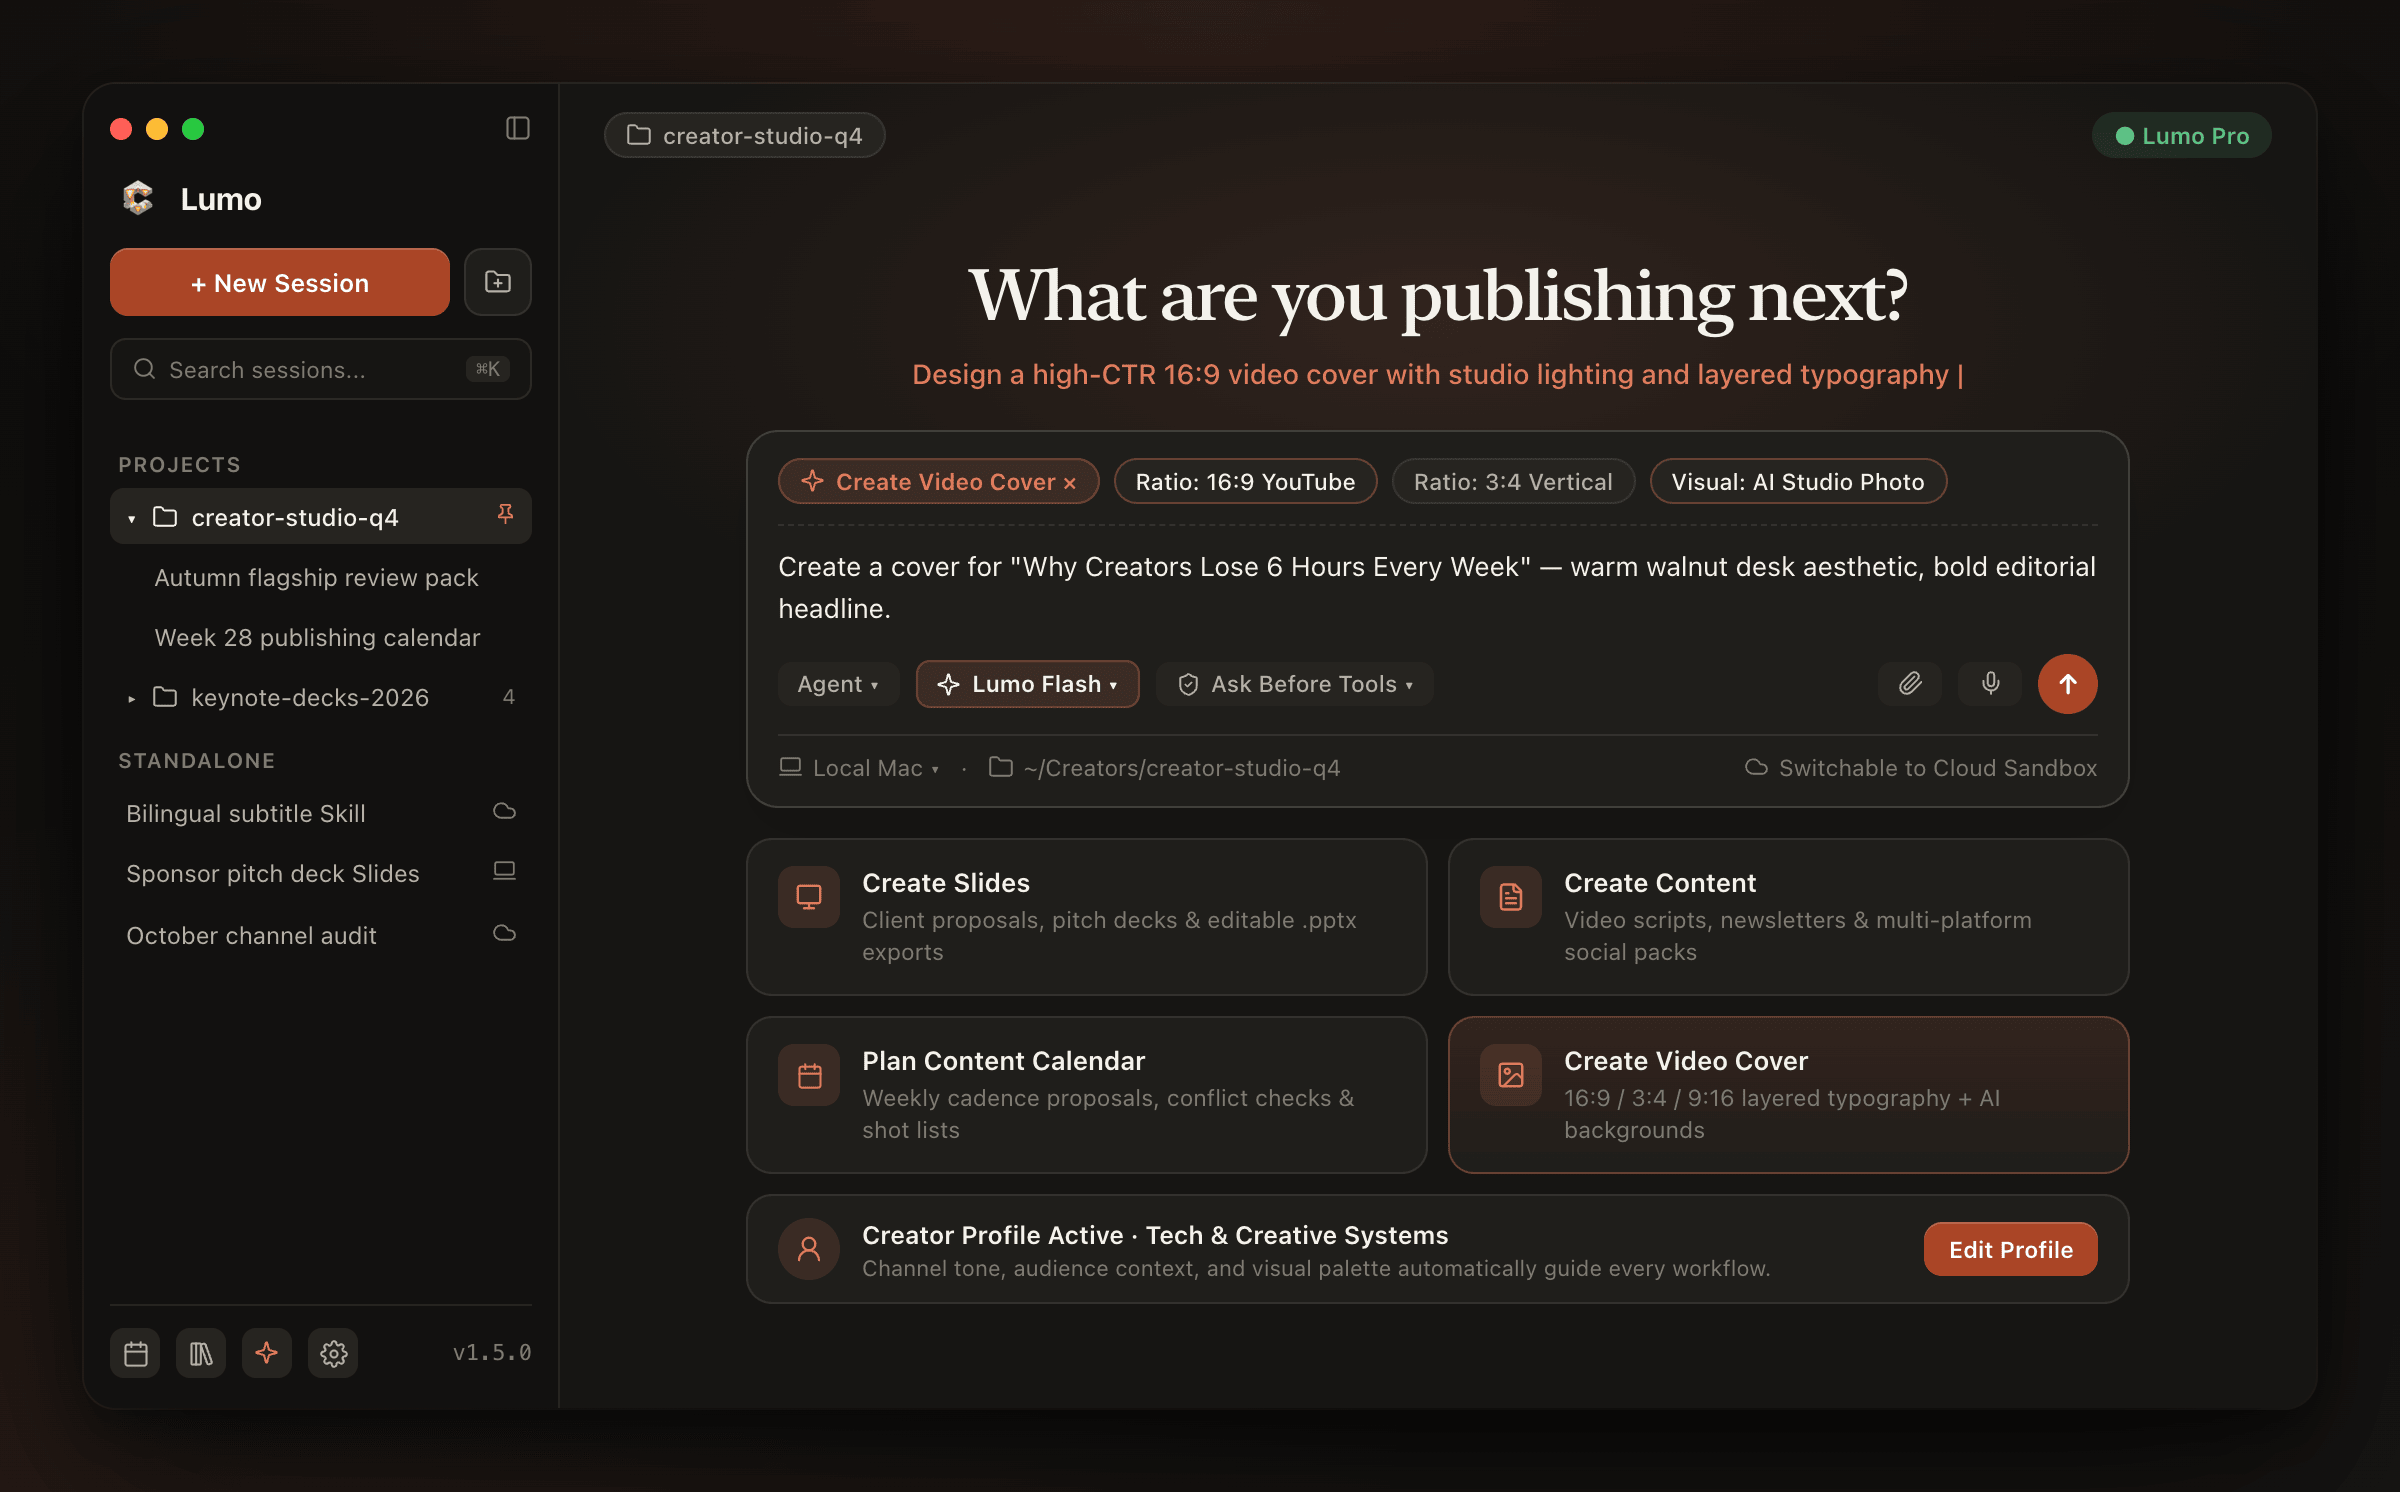 Lumo
+ New Session
Search sessions...
⌘K
PROJECTS
creator-studio-q4
Autumn flagship review pack
Week 28 publishing calendar
keynote-decks-2026
4
STANDALONE
Bilingual subtitle Skill
Sponsor pitch deck Slides
October channel audit
v1.5.0
creator-studio-q4
Lumo Pro
What are you publishing next?
Design a high-CTR 16:9 video cover with studio lighting and layered typography |
Create Video Cover ×
Ratio: 16:9 YouTube
Ratio: 3:4 Vertical
Visual: AI Studio Photo
Create a cover for "Why Creators Lose 6 Hours Every Week" — warm walnut desk aesthetic, bold editorial
headline.
Agent ▾
Lumo Flash ▾
Ask Before Tools ▾
Local Mac ▾ · ~/Creators/creator-studio-q4
Switchable to Cloud Sandbox
Create Slides
Client proposals, pitch decks & editable .pptx
exports
Create Content
Video scripts, newsletters & multi-platform
social packs
Plan Content Calendar
Weekly cadence proposals, conflict checks &
shot lists
Create Video Cover
16:9 / 3:4 / 9:16 layered typography + AI
backgrounds
Creator Profile Active · Tech & Creative Systems
Channel tone, audience context, and visual palette automatically guide every workflow.
Edit Profile